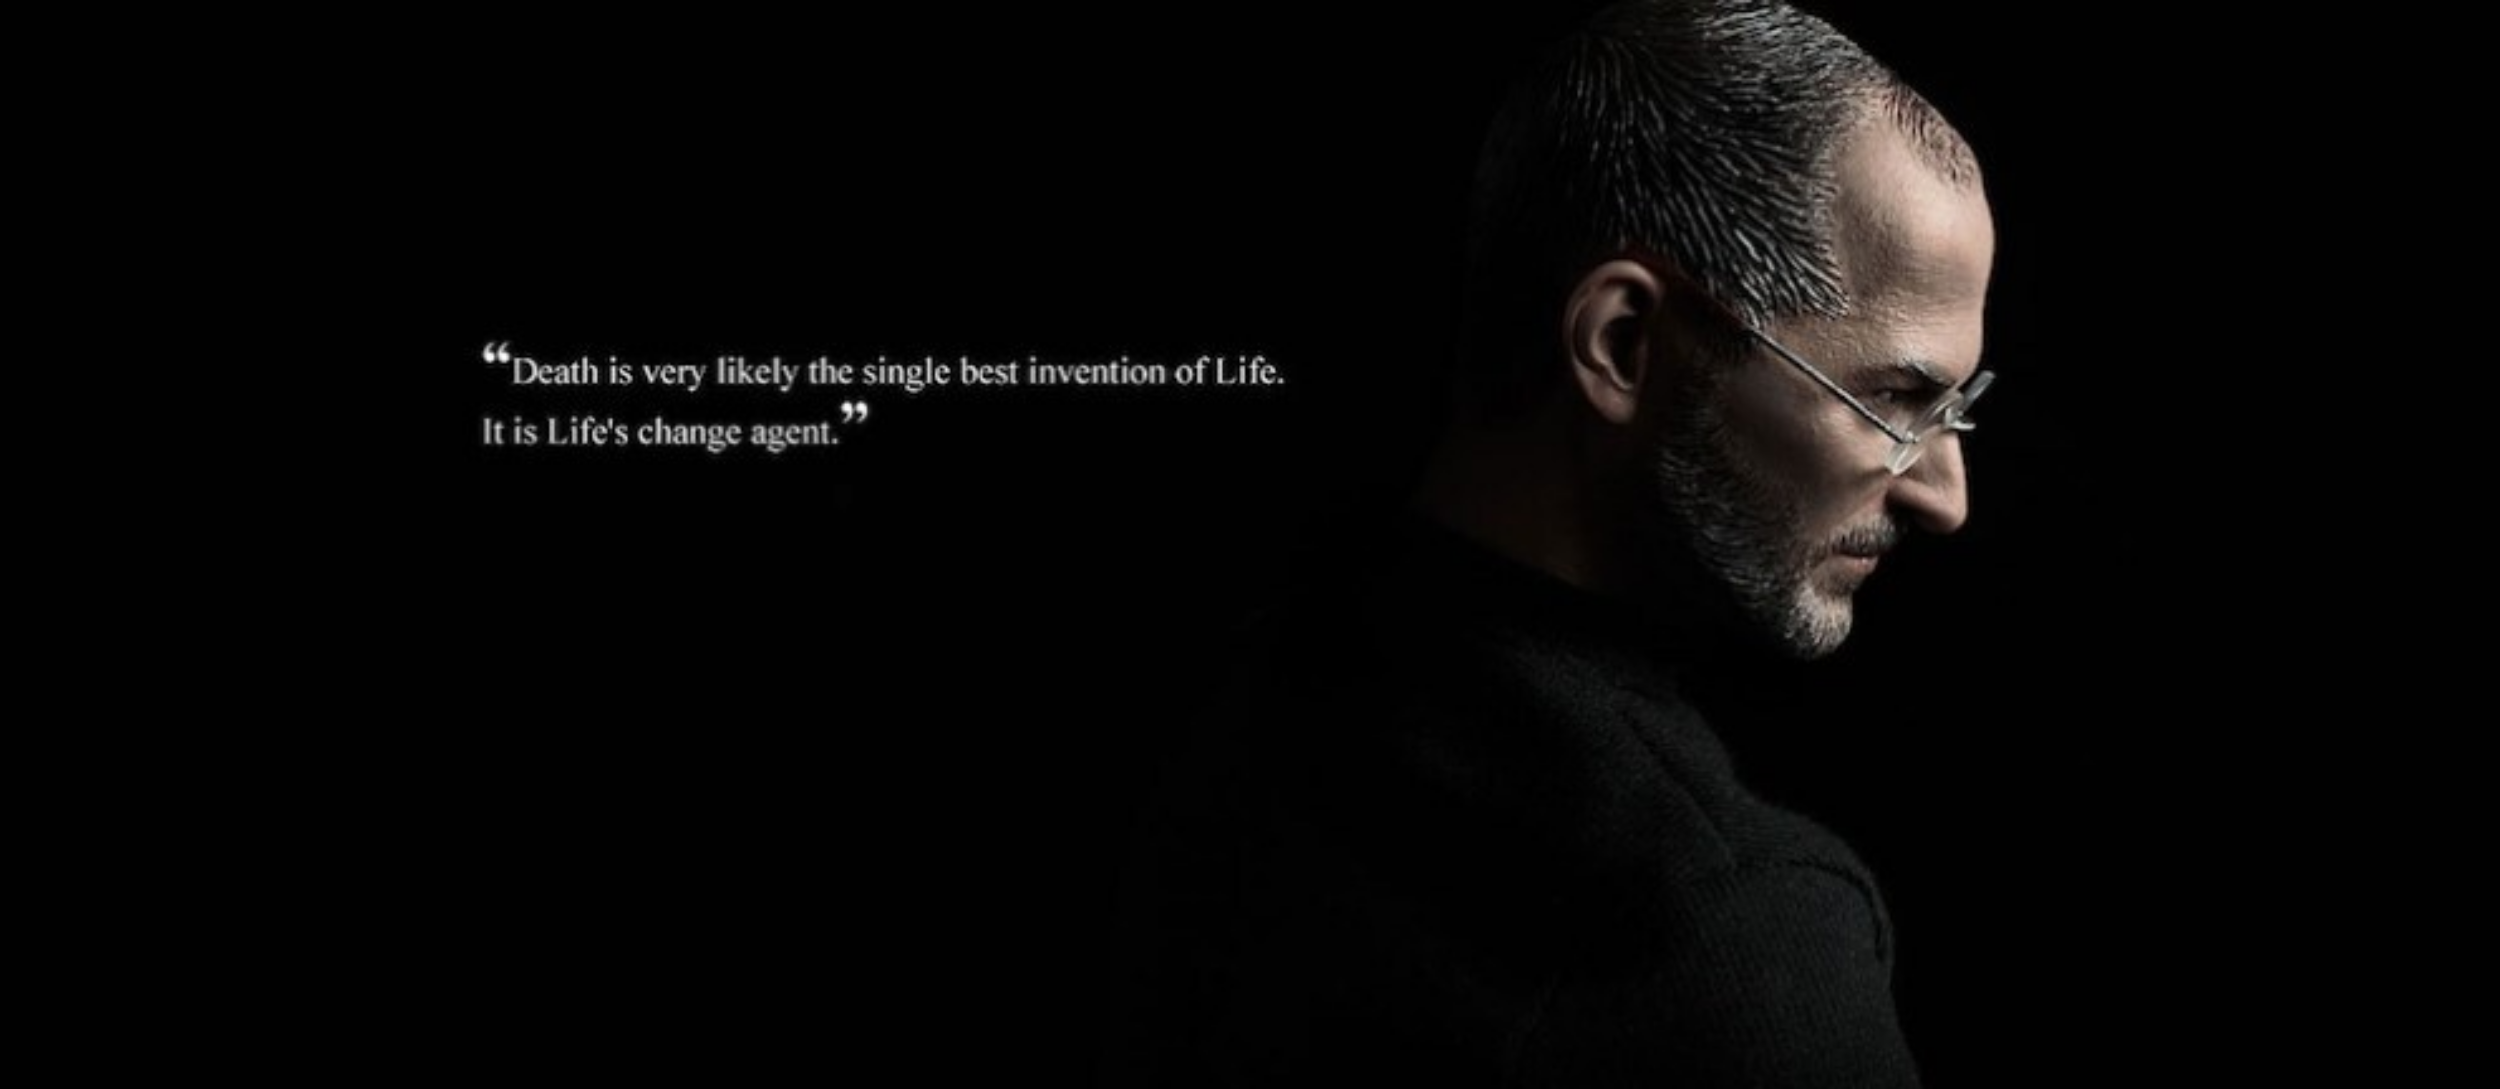 “Death is very likely the single best invention of Life.
It is Life's change agent.”